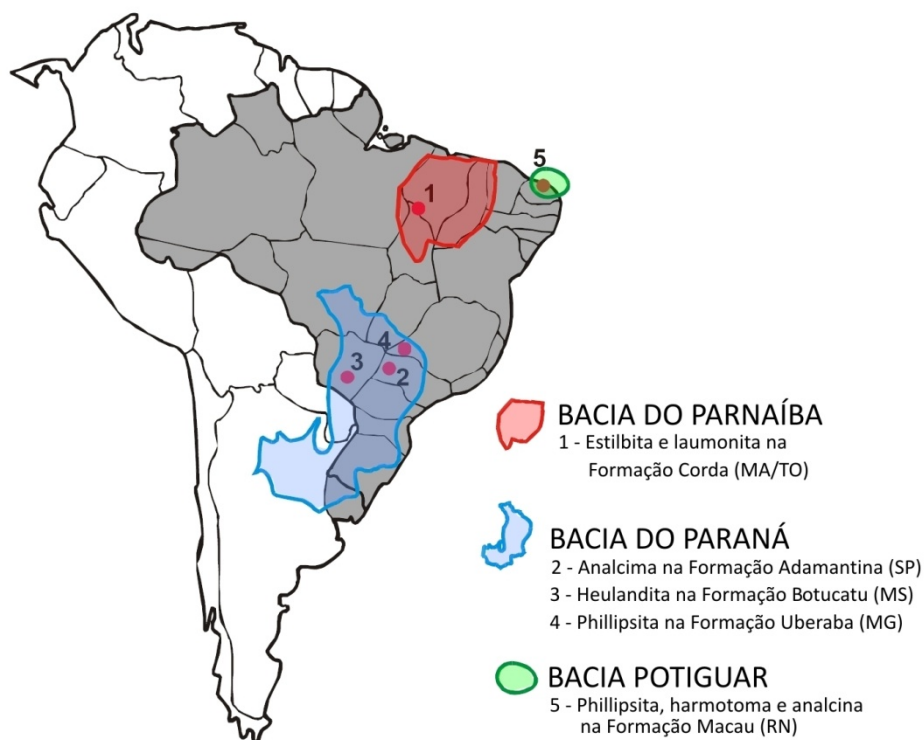 5
1
4
3
2
BACIA DO PARNAÍBA
1 - Estilbita e laumonita na
Formação Corda (MA/TO)
BACIA DO PARANÁ
2 - Analcima na Formação Adamantina (SP)
3 - Heulandita na Formação Botucatu (MS)
4 - Phillipsita na Formação Uberaba (MG)
BACIA POTIGUAR
5 - Phillipsita, harmotoma e analcina
na Formação Macau (RN)